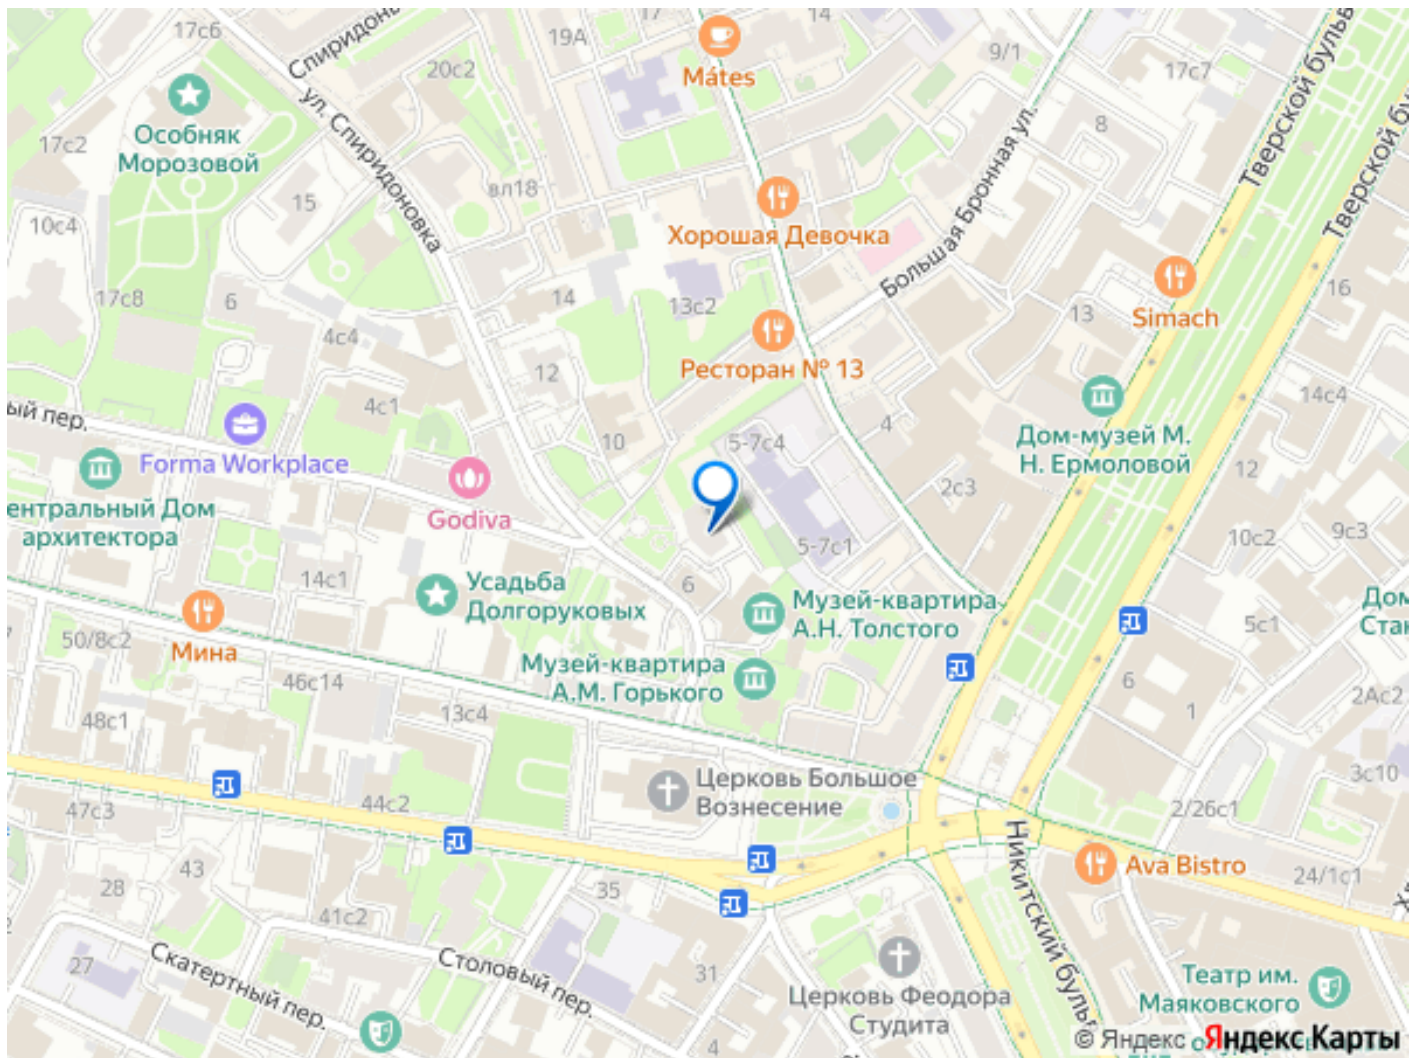 17с6
Спиридон
19А
17
14
Mátes
9/1
17с7
Тверской бульв
20с2
ул. Спиридоновка
Особняк
Морозовой
17с2
8
Большая Бронная ул.
вл18
15
Тверской бу
10с4
Хорошая Девочка
17с8
6
14
13с2
16
Simach
13
4с4
Ресторан № 13
12
4с1
14с4
ый пер.
4
Дом-музей М.
Н. Ермоловой
10
5-7с4
Forma Workplace
12
2с3
Godiva
ентральный Дом
архитектора
10с2
9с3
5-7с1
14с1
6
Усадьба
Долгоруковых
Музей-квартира
А.Н. Толстого
Дом
Стан
5с1
50/8с2
Мина
Музей-квартира
А.М. Горького
46с14
6
2Ас2
13с4
48с1
1
3с10
Церковь Большое
Вознесение
47с3
44с2
2/26с1
Никитский буль
Ava Bistro
43
28
35
24/1с1
41с2
Скатертный пер.
Столовый пер.
27
31
Церковь Феодора
Студита
Театр им.
Маяковского
4
© Яндекс Яндекс Карты